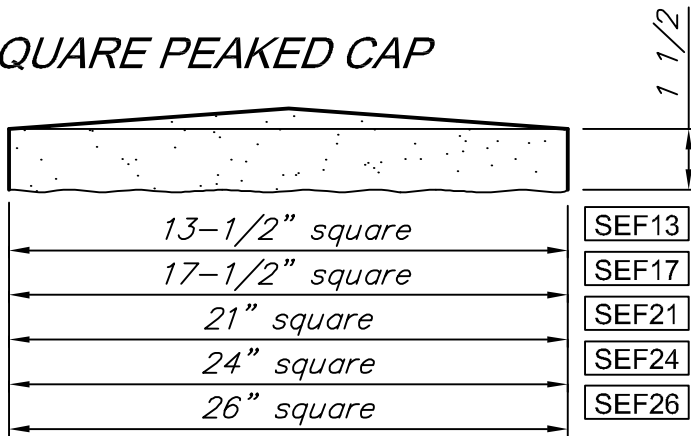 QUARE PEAKED CAP
1 1/2
13-1/2” square SEF13
17-1/2” square SEF17
21” square SEF21
24” square SEF24
26” square SEF26